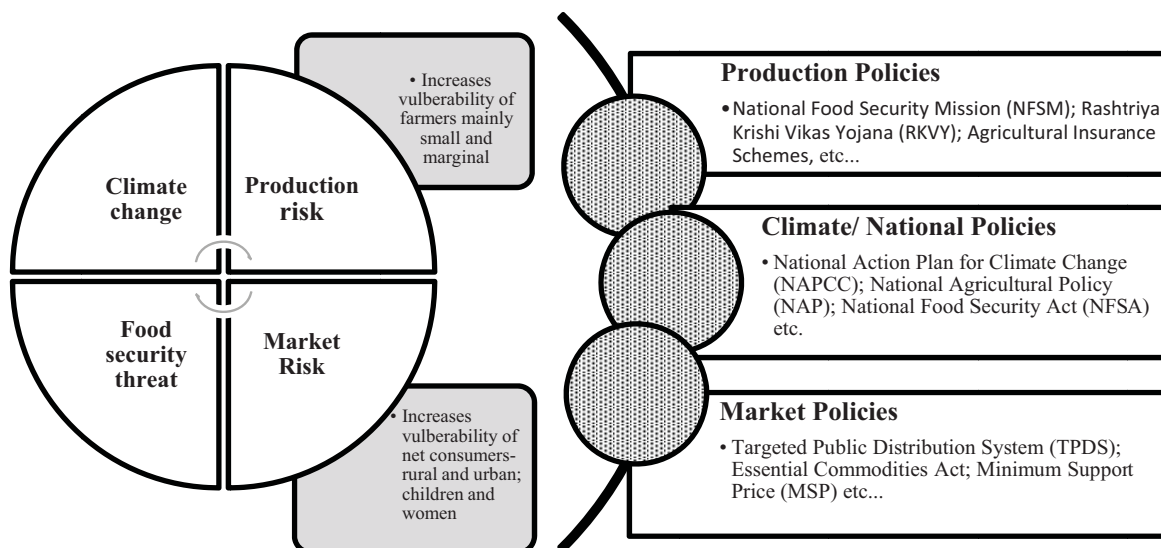 Climate
change
Production
risk
Food
security
threat
Market
Risk
• Increases
vulberability of
farmers mainly
small and
marginal
• Increases
vulnerability of
net consumers-
rural and urban;
children and
women
Production Policies
•National Food Security Mission (NFSM); Rashtriya
Krishi Vikas Yojana (RKVY); Agricultural Insurance
Schemes, etc...
Climate/ National Policies
• National Action Plan for Climate Change
(NAPCC); National Agricultural Policy
(NAP); National Food Security Act (NFSA)
etc.
Market Policies
• Targeted Public Distribution System (TPDS);
Essential Commodities Act; Minimum Support
Price (MSP) etc...